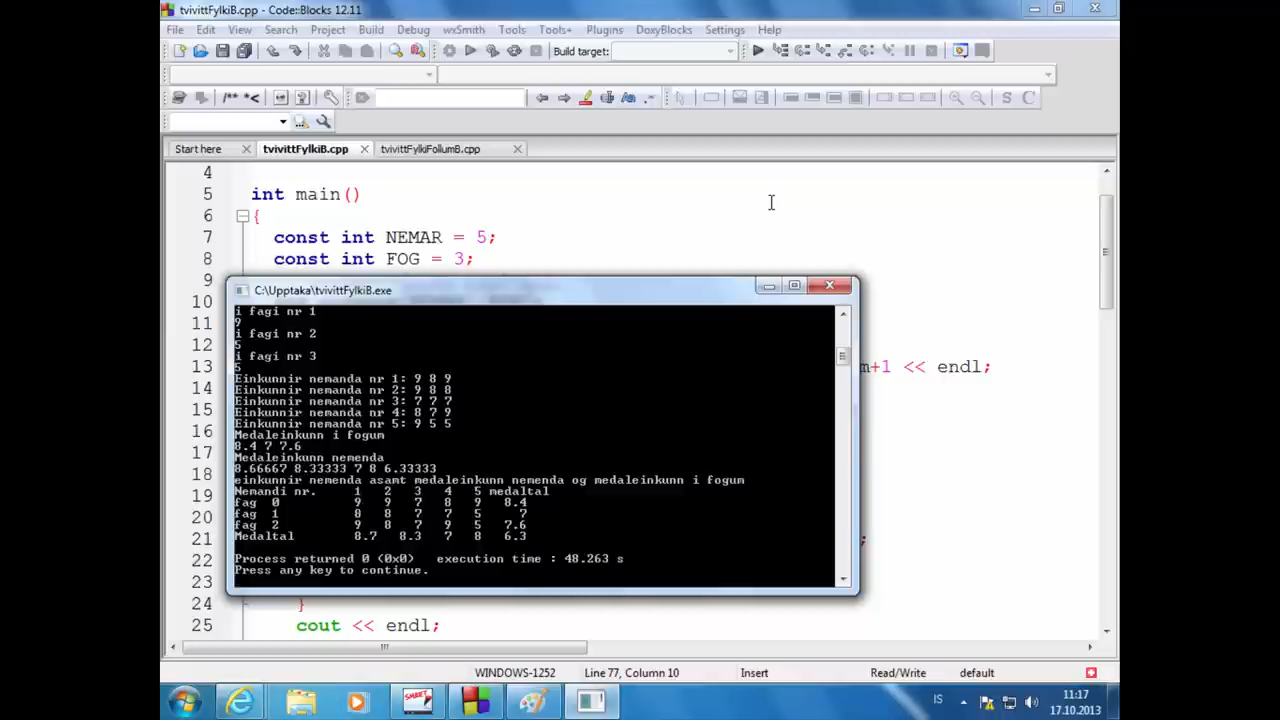 tvivittFylkiB.cpp - Code::Blocks 12.11
File Edit View Search Project Build Debug wxSmith Tools Tools+ Plugins DoxyBlocks Settings Help
Build target:
/** *<
S C
Start here tvivittFylkiB.cpp tvivittFylkiFollumB.cpp
4
5 int main()
6 {
7 const int NEMAR = 5;
8 const int FOG = 3;
9
C:\Upptaka\tvivittFylkiB.exe
10
i fagi nr 1
9
11
i fagi nr 2
5
12
i fagi nr 3
5
13 m+1 << endl;
Einkunnir nemanda nr 1: 9 8 9
14
Einkunnir nemanda nr 2: 9 8 8
Einkunnir nemanda nr 3: 7 7 7
15
Einkunnir nemanda nr 4: 8 7 9
Einkunnir nemanda nr 5: 9 5 5
16
Medaleinkunn i fogum
8.4 7 7.6
17
Medaleinkunn nemenda
8.66667 8.33333 7 8 6.33333
18
einkunnir nemenda asamt medaleinkunn nemenda og medaleinkunn i fogum
19
Nemandi nr. 1 2 3 4 5 medaltal
fag 0 9 9 7 8 9 8.4
20
fag 1 8 8 7 7 5 7
fag 2 9 8 7 9 5 7.6
21 ;
Medaltal 8.7 8.3 7 8 6.3
22
Process returned 0 (0x0) execution time : 48.263 s
Press any key to continue.
23
24 }
25 cout << endl;
WINDOWS-1252 Line 77, Column 10 Insert Read/Write default
SMART IS 11:17
17.10.2013